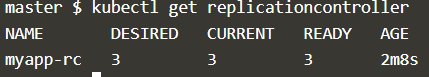 master $ kubectl get replicationcontroller
NAME DESIRED CURRENT READY AGE
myapp-rc 3 3 3 2m8s